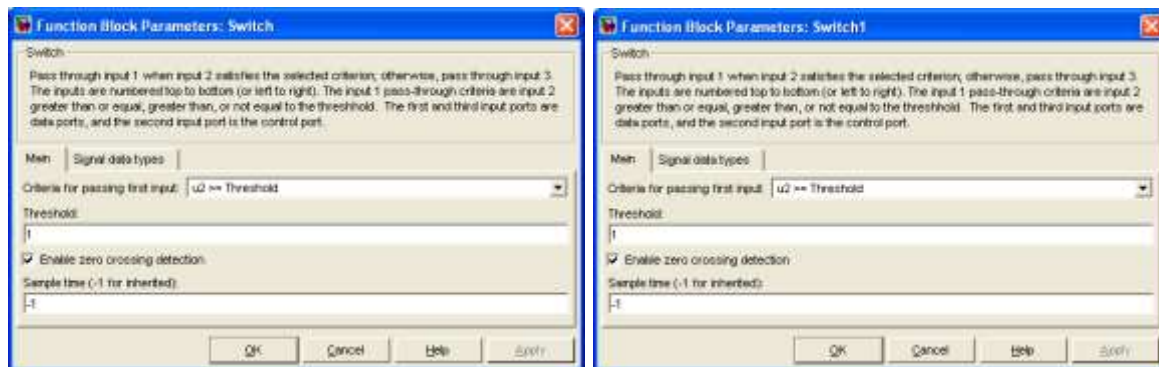 Function Block Parameters: Switch
Switch
Pass through input 1 when input 2 satisfies the selected criterion; otherwise, pass through input 3.
The inputs are numbered top to bottom (or left to right). The input 1 pass-through criteria are input 2
greater than or equal, greater than, or not equal to the threshold. The first and third input ports are
data ports, and the second input port is the control port.
Main Signal data types
Criteria for passing first input: u2 >= Threshold
Threshold:
1
Enable zero crossing detection
Sample time (-1 for inherited):
-1
OK Cancel Help Apply
Function Block Parameters: Switch1
Switch
Pass through input 1 when input 2 satisfies the selected criterion; otherwise, pass through input 3.
The inputs are numbered top to bottom (or left to right). The input 1 pass-through criteria are input 2
greater than or equal, greater than, or not equal to the threshold. The first and third input ports are
data ports, and the second input port is the control port.
Main Signal data types
Criteria for passing first input: u2 >= Threshold
Threshold:
1
Enable zero crossing detection
Sample time (-1 for inherited):
-1
OK Cancel Help Apply